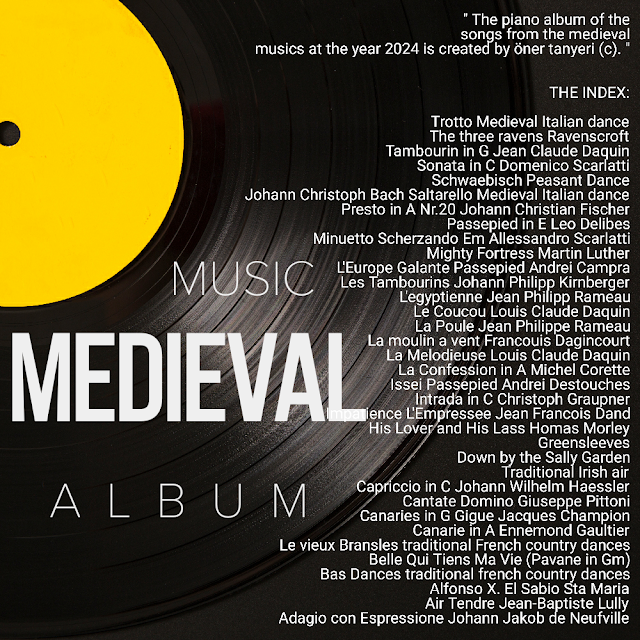 " The piano album of the
songs from the medieval
musics at the year 2024 is created by öner tanyeri (c). "
THE INDEX:
Trotto Medieval Italian dance
The three ravens Ravenscroft
Tambourin in G Jean Claude Daquin
Sonata in C Domenico Scarlatti
Schwaebisch Peasant Dance
Johann Christoph Bach Saltarello Medieval Italian dance
Presto in A Nr.20 Johann Christian Fischer
Passepied in E Leo Delibes
Minuetto Scherzando Em Allessandro Scarlatti
Mighty Fortress Martin Luther
L'Europe Galante Passepied Andrei Campra
Les Tambourins Johann Philipp Kirnberger
L'egyptienne Jean Philipp Rameau
Le Coucou Louis Claude Daquin
La Poule Jean Philippe Rameau
La moulin a vent Francouis Dagincourt
La Melodieuse Louis Claude Daquin
La Confession in A Michel Corette
Issei Passepied Andrei Destouches
Intrada in C Christoph Graupner
Impatience L'Empressee Jean Francois Dand
His Lover and His Lass Homas Morley
Greensleeves
Down by the Sally Garden
Traditional Irish air
Capriccio in C Johann Wilhelm Haessler
Cantate Domino Giuseppe Pittoni
Canaries in G Gigue Jacques Champion
Canarie in A Ennemond Gaultier
Le vieux Bransles traditional French country dances
Belle Qui Tiens Ma Vie (Pavane in Gm)
Bas Dances traditional french country dances
Alfonso X. El Sabio Sta Maria
Air Tendre Jean-Baptiste Lully
Adagio con Espressione Johann Jakob de Neufville
MUSIC
MEDIEVAL
ALBUM